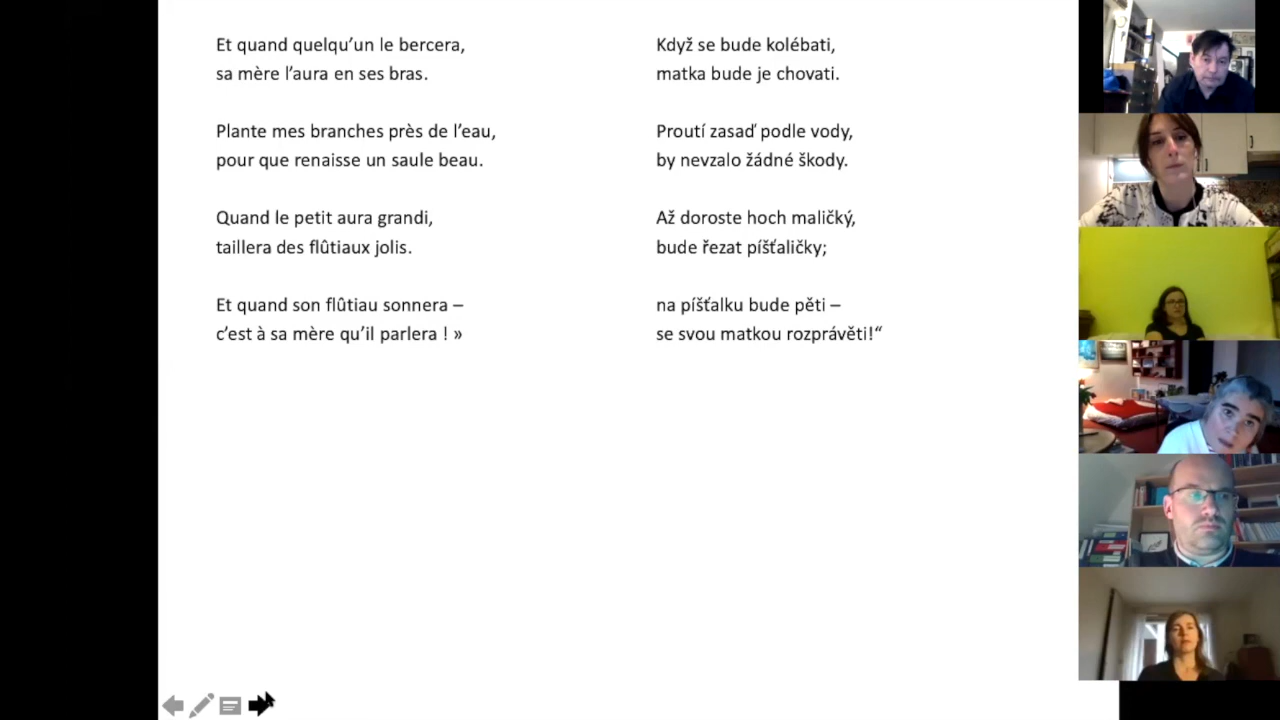 Et quand quelqu’un le bercera,
sa mère l’aura en ses bras.
Plante mes branches près de l’eau,
pour que renaisse un saule beau.
Quand le petit aura grandi,
taillera des flûtiaux jolis.
Et quand son flûtiau sonnera –
c’est à sa mère qu’il parlera ! »
Když se bude kolébati,
matka bude je chovati.
Proutí zasaď podle vody,
by nevzalo žádné škody.
Až doroste hoch maličký,
bude řezat píšťaličky;
na píšťalku bude pěti –
se svou matkou rozprávěti!“